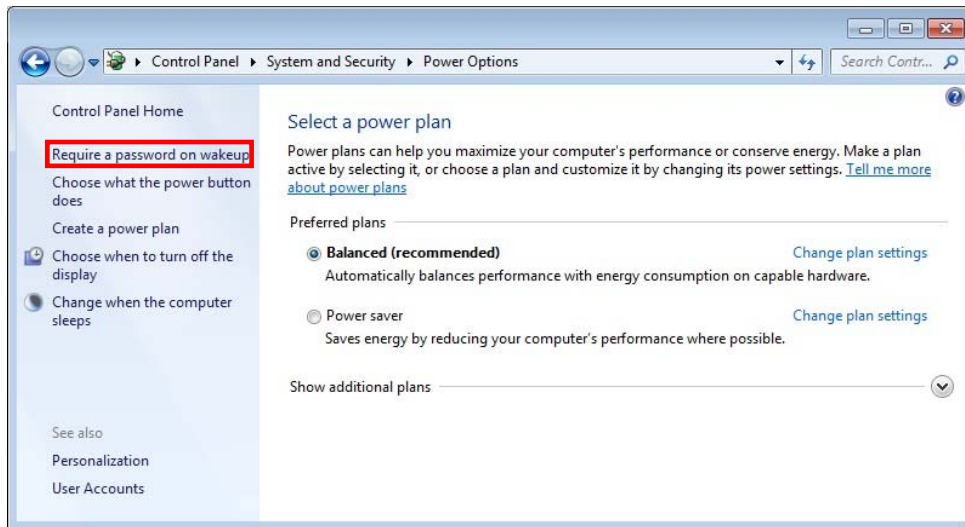 Control Panel ▸ System and Security ▸ Power Options
Search Contr...
Control Panel Home
Require a password on wakeup
Choose what the power button
does
Create a power plan
Choose when to turn off the
display
Change when the computer
sleeps
See also
Personalization
User Accounts
Select a power plan
Power plans can help you maximize your computer's performance or conserve energy. Make a plan
active by selecting it, or choose a plan and customize it by changing its power settings. Tell me more
about power plans
Preferred plans
Balanced (recommended)
Change plan settings
Automatically balances performance with energy consumption on capable hardware.
Power saver
Change plan settings
Saves energy by reducing your computer's performance where possible.
Show additional plans